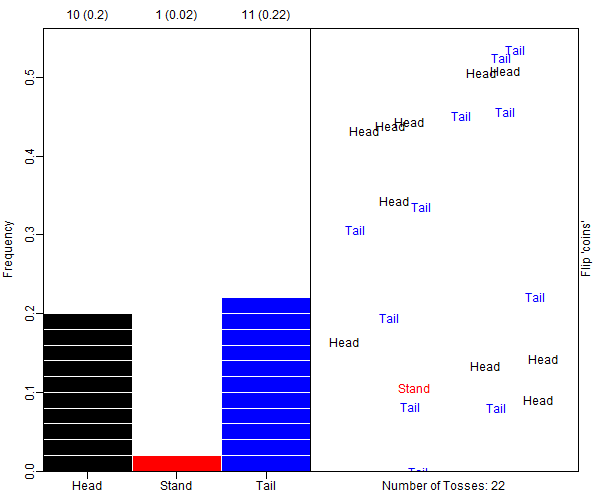 10 (0.2) 1 (0.02) 11 (0.22)
Frequency
0.5
0.4
0.3
0.2
0.1
0.0
Head Stand Tail
Tail
Tail
Head Head
Tail Tail
Head Head Head
Head Tail
Tail
Tail
Tail
Head
Head
Head
Stand
Head
Tail Tail
Tail
Flip 'coins'
Number of Tosses: 22